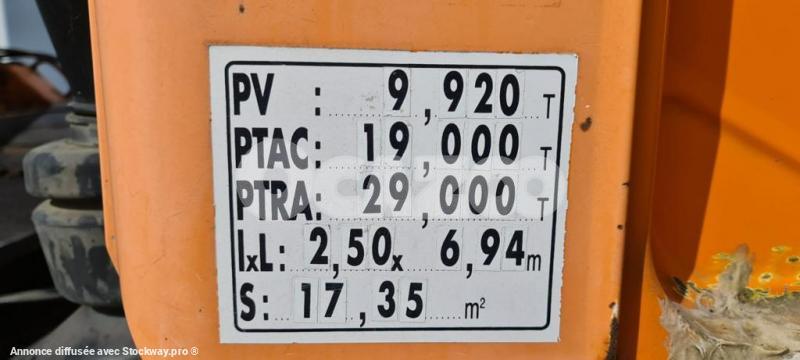 PV : 9,920 T
PTAC: 19,000 T
PTRA: 29,000 T
lxL: 2,50x 6,94m
S: 17,35 m²
Annonce diffusée avec Stockway.pro ®